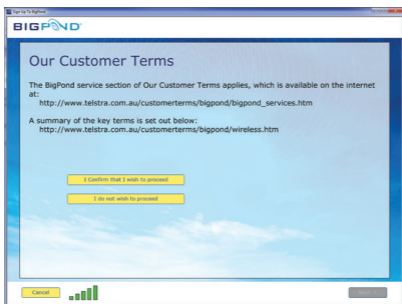 Sign Up To BigPond
BIGPOND
Our Customer Terms
The BigPond service section of Our Customer Terms applies, which is available on the internet
at:
http://www.telstra.com.au/customerterms/bigpond/bigpond_services.htm
A summary of the key terms is set out below:
http://www.telstra.com.au/customerterms/bigpond/wireless.htm
I Confirm that I wish to proceed
I do not wish to proceed
Cancel
Next